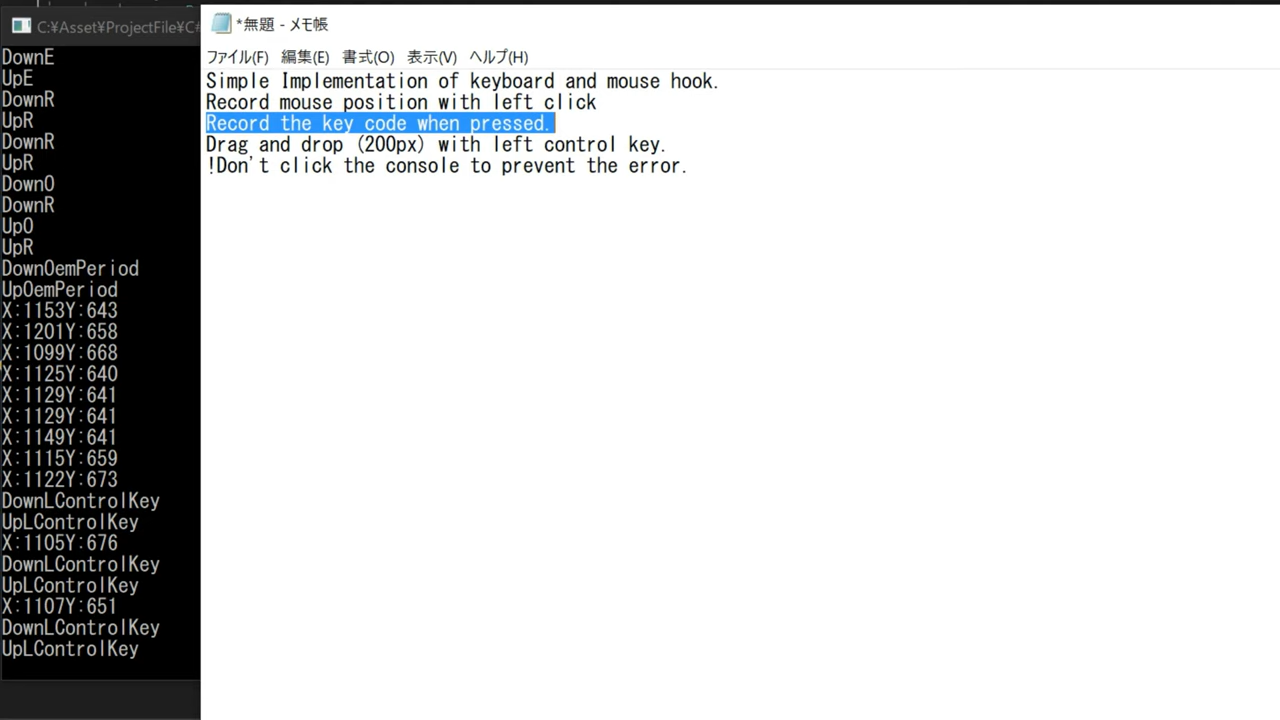 C:¥Asset¥ProjectFile¥C#
DownE
UpE
DownR
UpR
DownR
UpR
DownO
DownR
UpO
UpR
DownOemPeriod
UpOemPeriod
X:1153Y:643
X:1201Y:658
X:1099Y:668
X:1125Y:640
X:1129Y:641
X:1129Y:641
X:1149Y:641
X:1115Y:659
X:1122Y:673
DownLControlKey
UpLControlKey
X:1105Y:676
DownLControlKey
UpLControlKey
X:1107Y:651
DownLControlKey
UpLControlKey
*無題 - メモ帳
ファイル(F) 編集(E) 書式(O) 表示(V) ヘルプ(H)
Simple Implementation of keyboard and mouse hook.
Record mouse position with left click
Record the key code when pressed.
Drag and drop (200px) with left control key.
!Don't click the console to prevent the error.